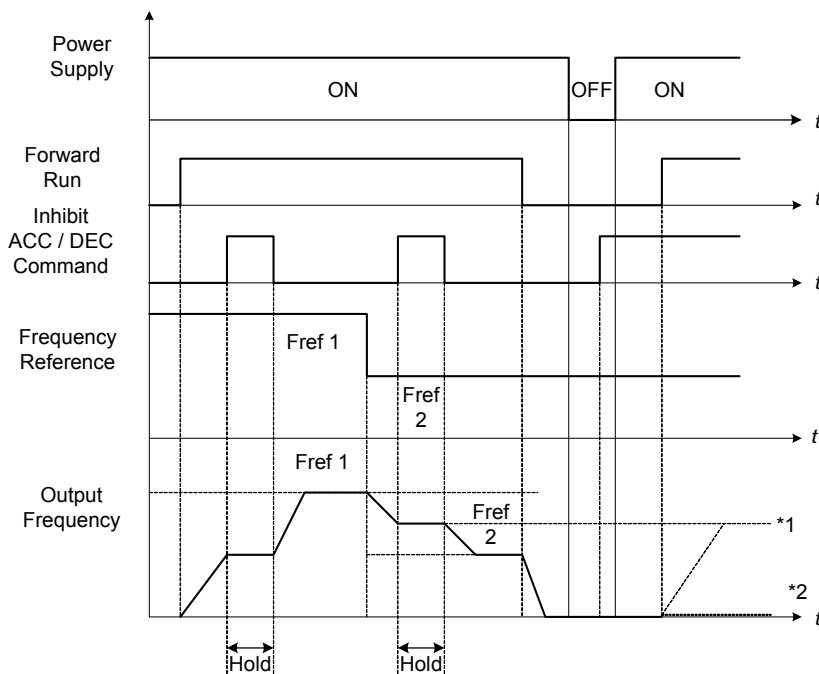 Power
Supply
ON
OFF
ON
t
Forward
Run
t
Inhibit
ACC / DEC
Command
t
Frequency
Reference
Fref 1
Fref
2
t
Output
Frequency
Fref 1
Fref
2
*1
*2
t
Hold
Hold